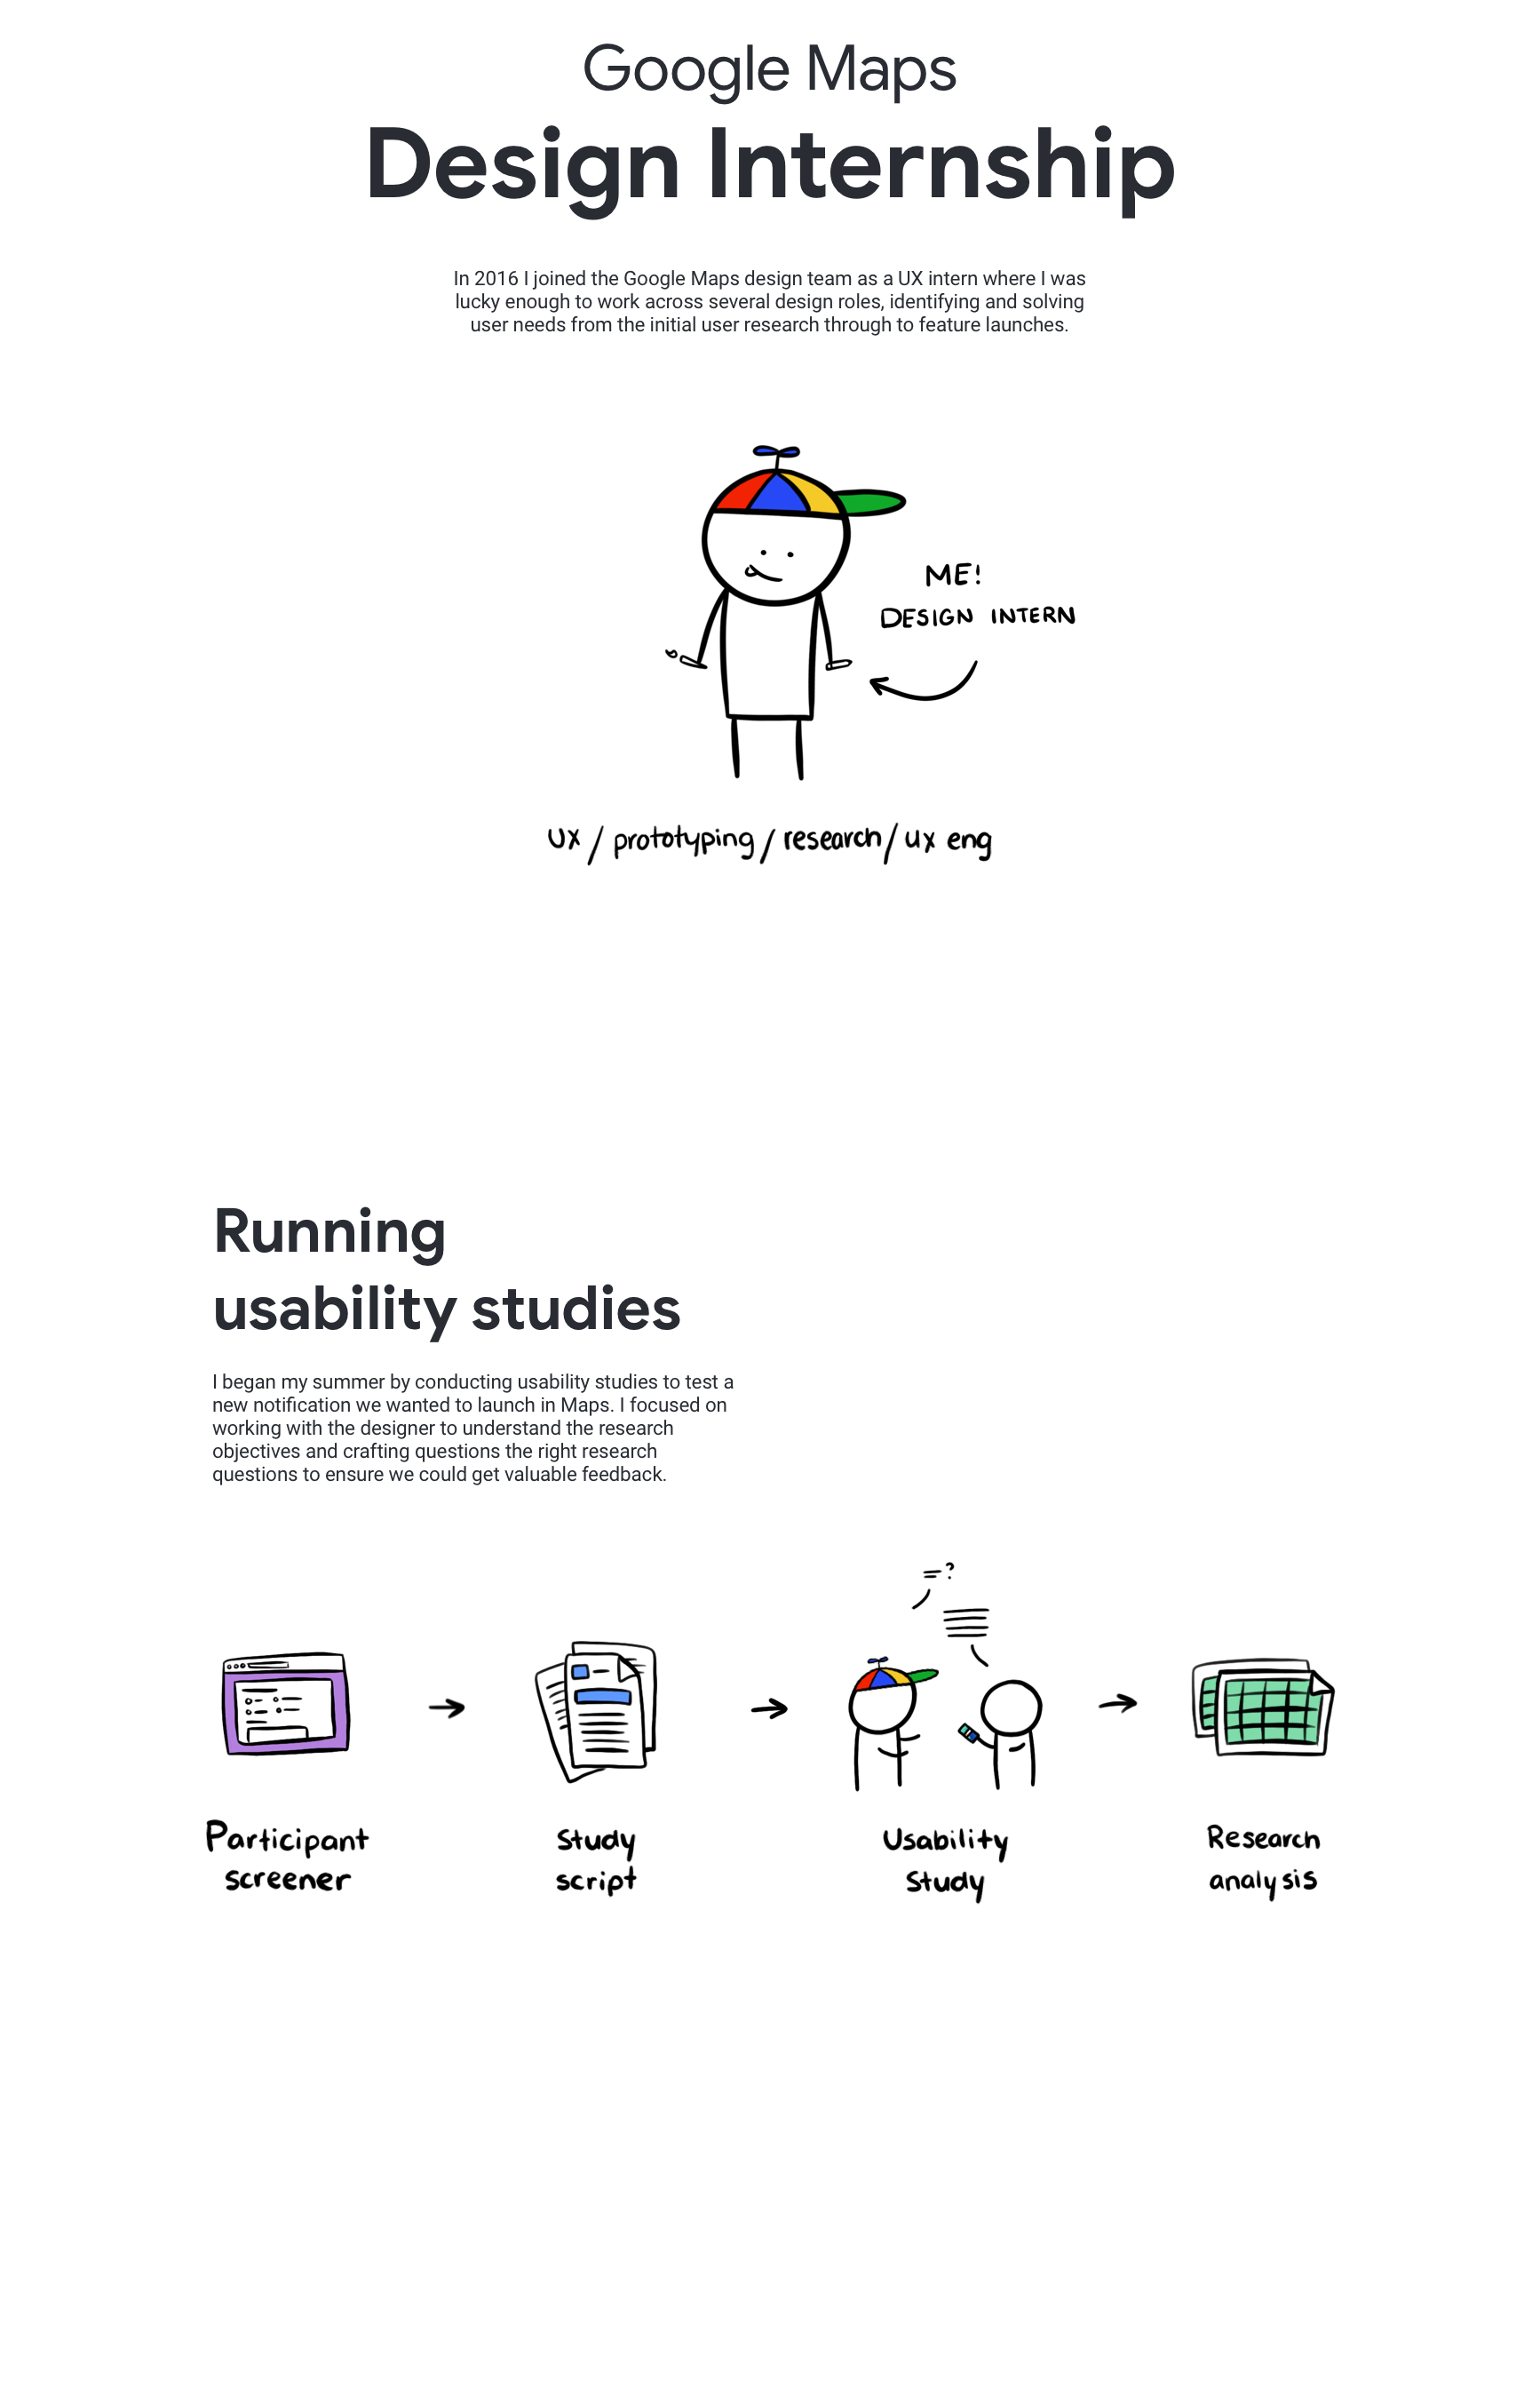 Google Maps
Design Internship
In 2016 I joined the Google Maps design team as a UX intern where I was
lucky enough to work across several design roles, identifying and solving
user needs from the initial user research through to feature launches.
ME!
DESIGN INTERN
UX / prototyping / research / ux eng
Running
usability studies
I began my summer by conducting usability studies to test a
new notification we wanted to launch in Maps. I focused on
working with the designer to understand the research
objectives and crafting questions the right research
questions to ensure we could get valuable feedback.
=?
Participant
screener
Study
script
Usability
Study
Research
analysis